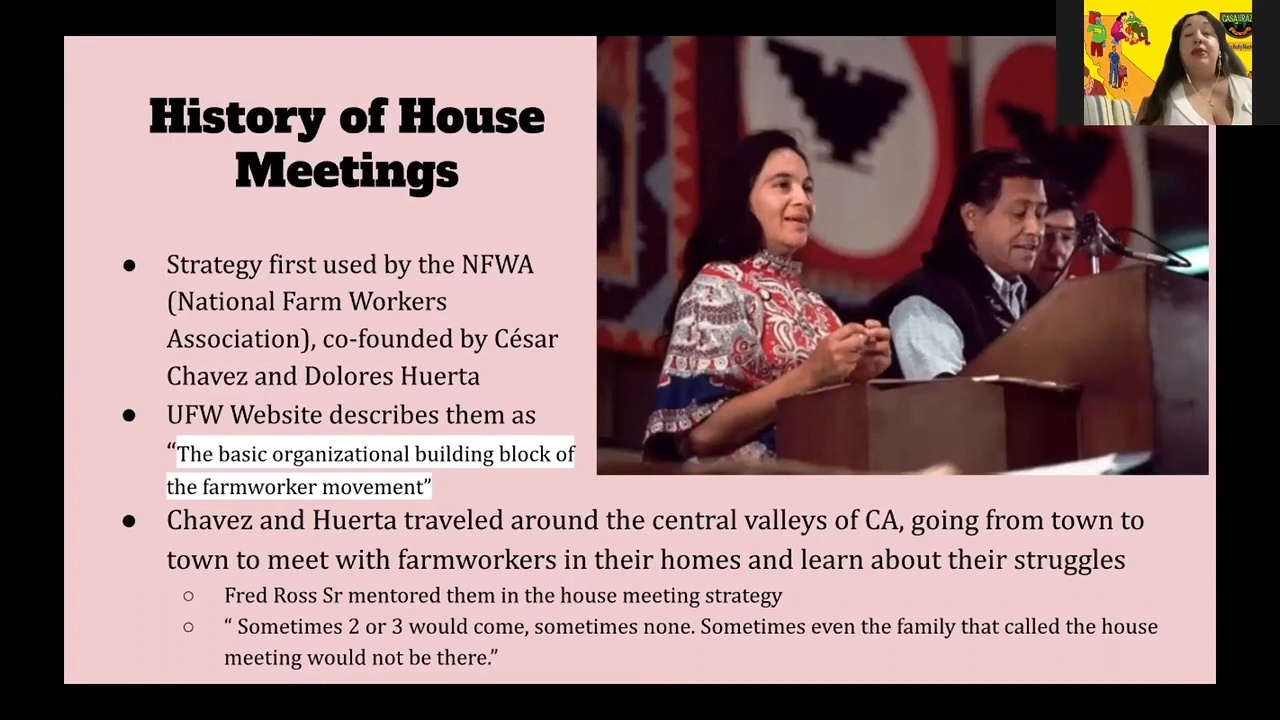 History of House
Meetings
● Strategy first used by the NFWA
(National Farm Workers
Association), co-founded by César
Chavez and Dolores Huerta
● UFW Website describes them as
“The basic organizational building block of
the farmworker movement”
● Chavez and Huerta traveled around the central valleys of CA, going from town to
town to meet with farmworkers in their homes and learn about their struggles
○ Fred Ross Sr mentored them in the house meeting strategy
○ “ Sometimes 2 or 3 would come, sometimes none. Sometimes even the family that called the house
meeting would not be there.”